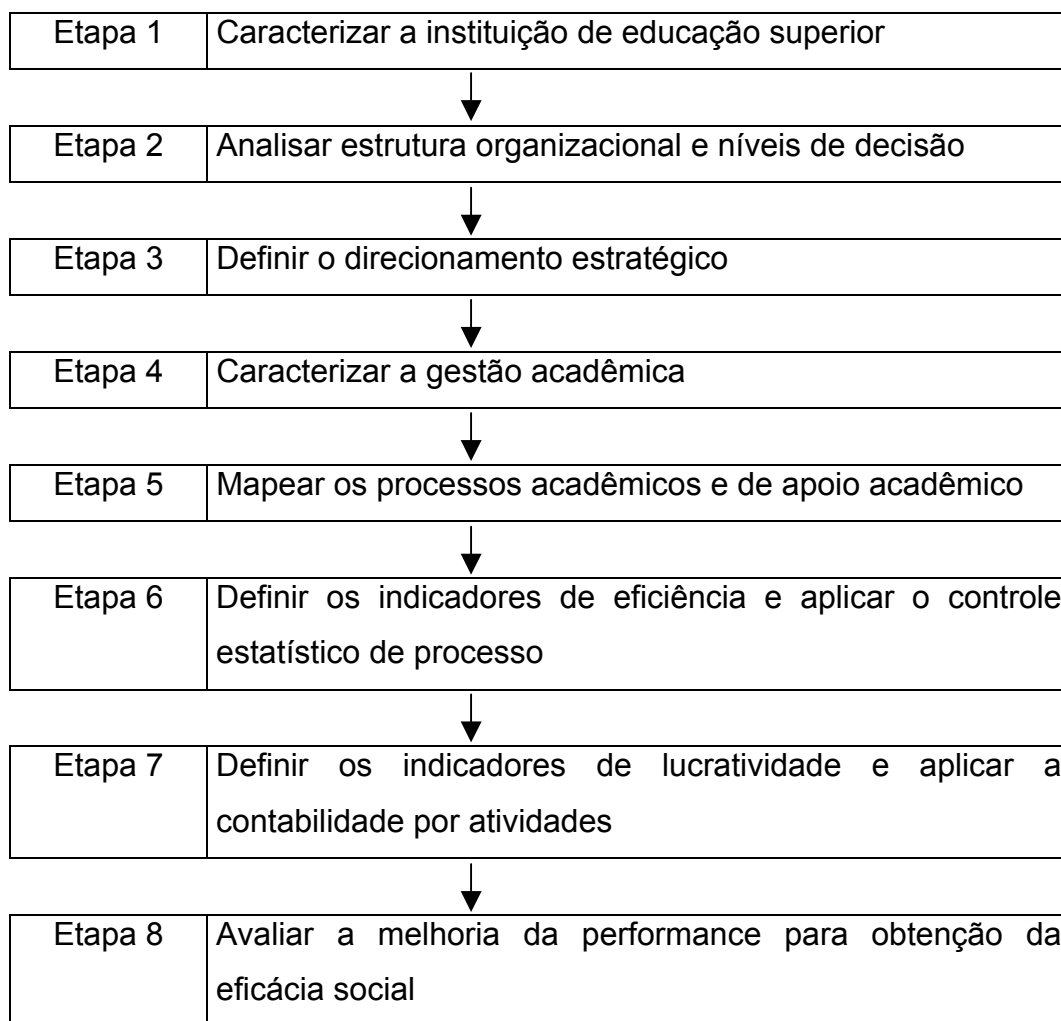 Etapa 1 Caracterizar a instituição de educação superior
Etapa 2 Analisar estrutura organizacional e níveis de decisão
Etapa 3 Definir o direcionamento estratégico
Etapa 4 Caracterizar a gestão acadêmica
Etapa 5 Mapear os processos acadêmicos e de apoio acadêmico
Etapa 6 Definir os indicadores de eficiência e aplicar o controle
estatístico de processo
Etapa 7 Definir os indicadores de lucratividade e aplicar a
contabilidade por atividades
Etapa 8 Avaliar a melhoria da performance para obtenção da
eficácia social